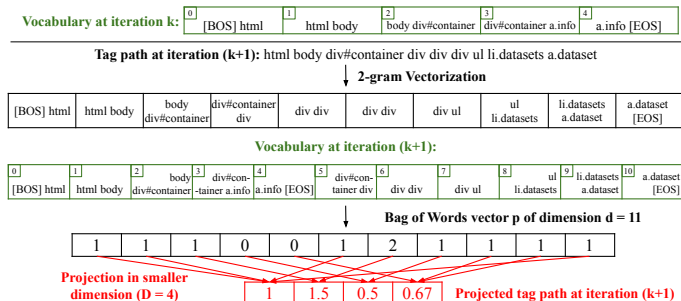 Vocabulary at iteration k:
0 1 2 3 4
[BOS] html html body body div#container div#container a.info a.info [EOS]
Tag path at iteration (k+1): html body div#container div div div ul li.datasets a.dataset
2-gram Vectorization
[BOS] html html body body div#container div#container div div div div div div ul ul li.datasets li.datasets a.dataset a.dataset [EOS]
Vocabulary at iteration (k+1):
0 1 2 3 4 5 6 7 8 9 10
[BOS] html html body body div#container div#con- -tainer a.info a.info [EOS] div#con- tainer div div div div ul ul li.datasets li.datasets a.dataset a.dataset [EOS]
Bag of Words vector p of dimension d = 11
1 1 1 0 0 1 2 1 1 1 1
Projection in smaller
dimension (D = 4)
1 1.5 0.5 0.67
Projected tag path at iteration (k+1)